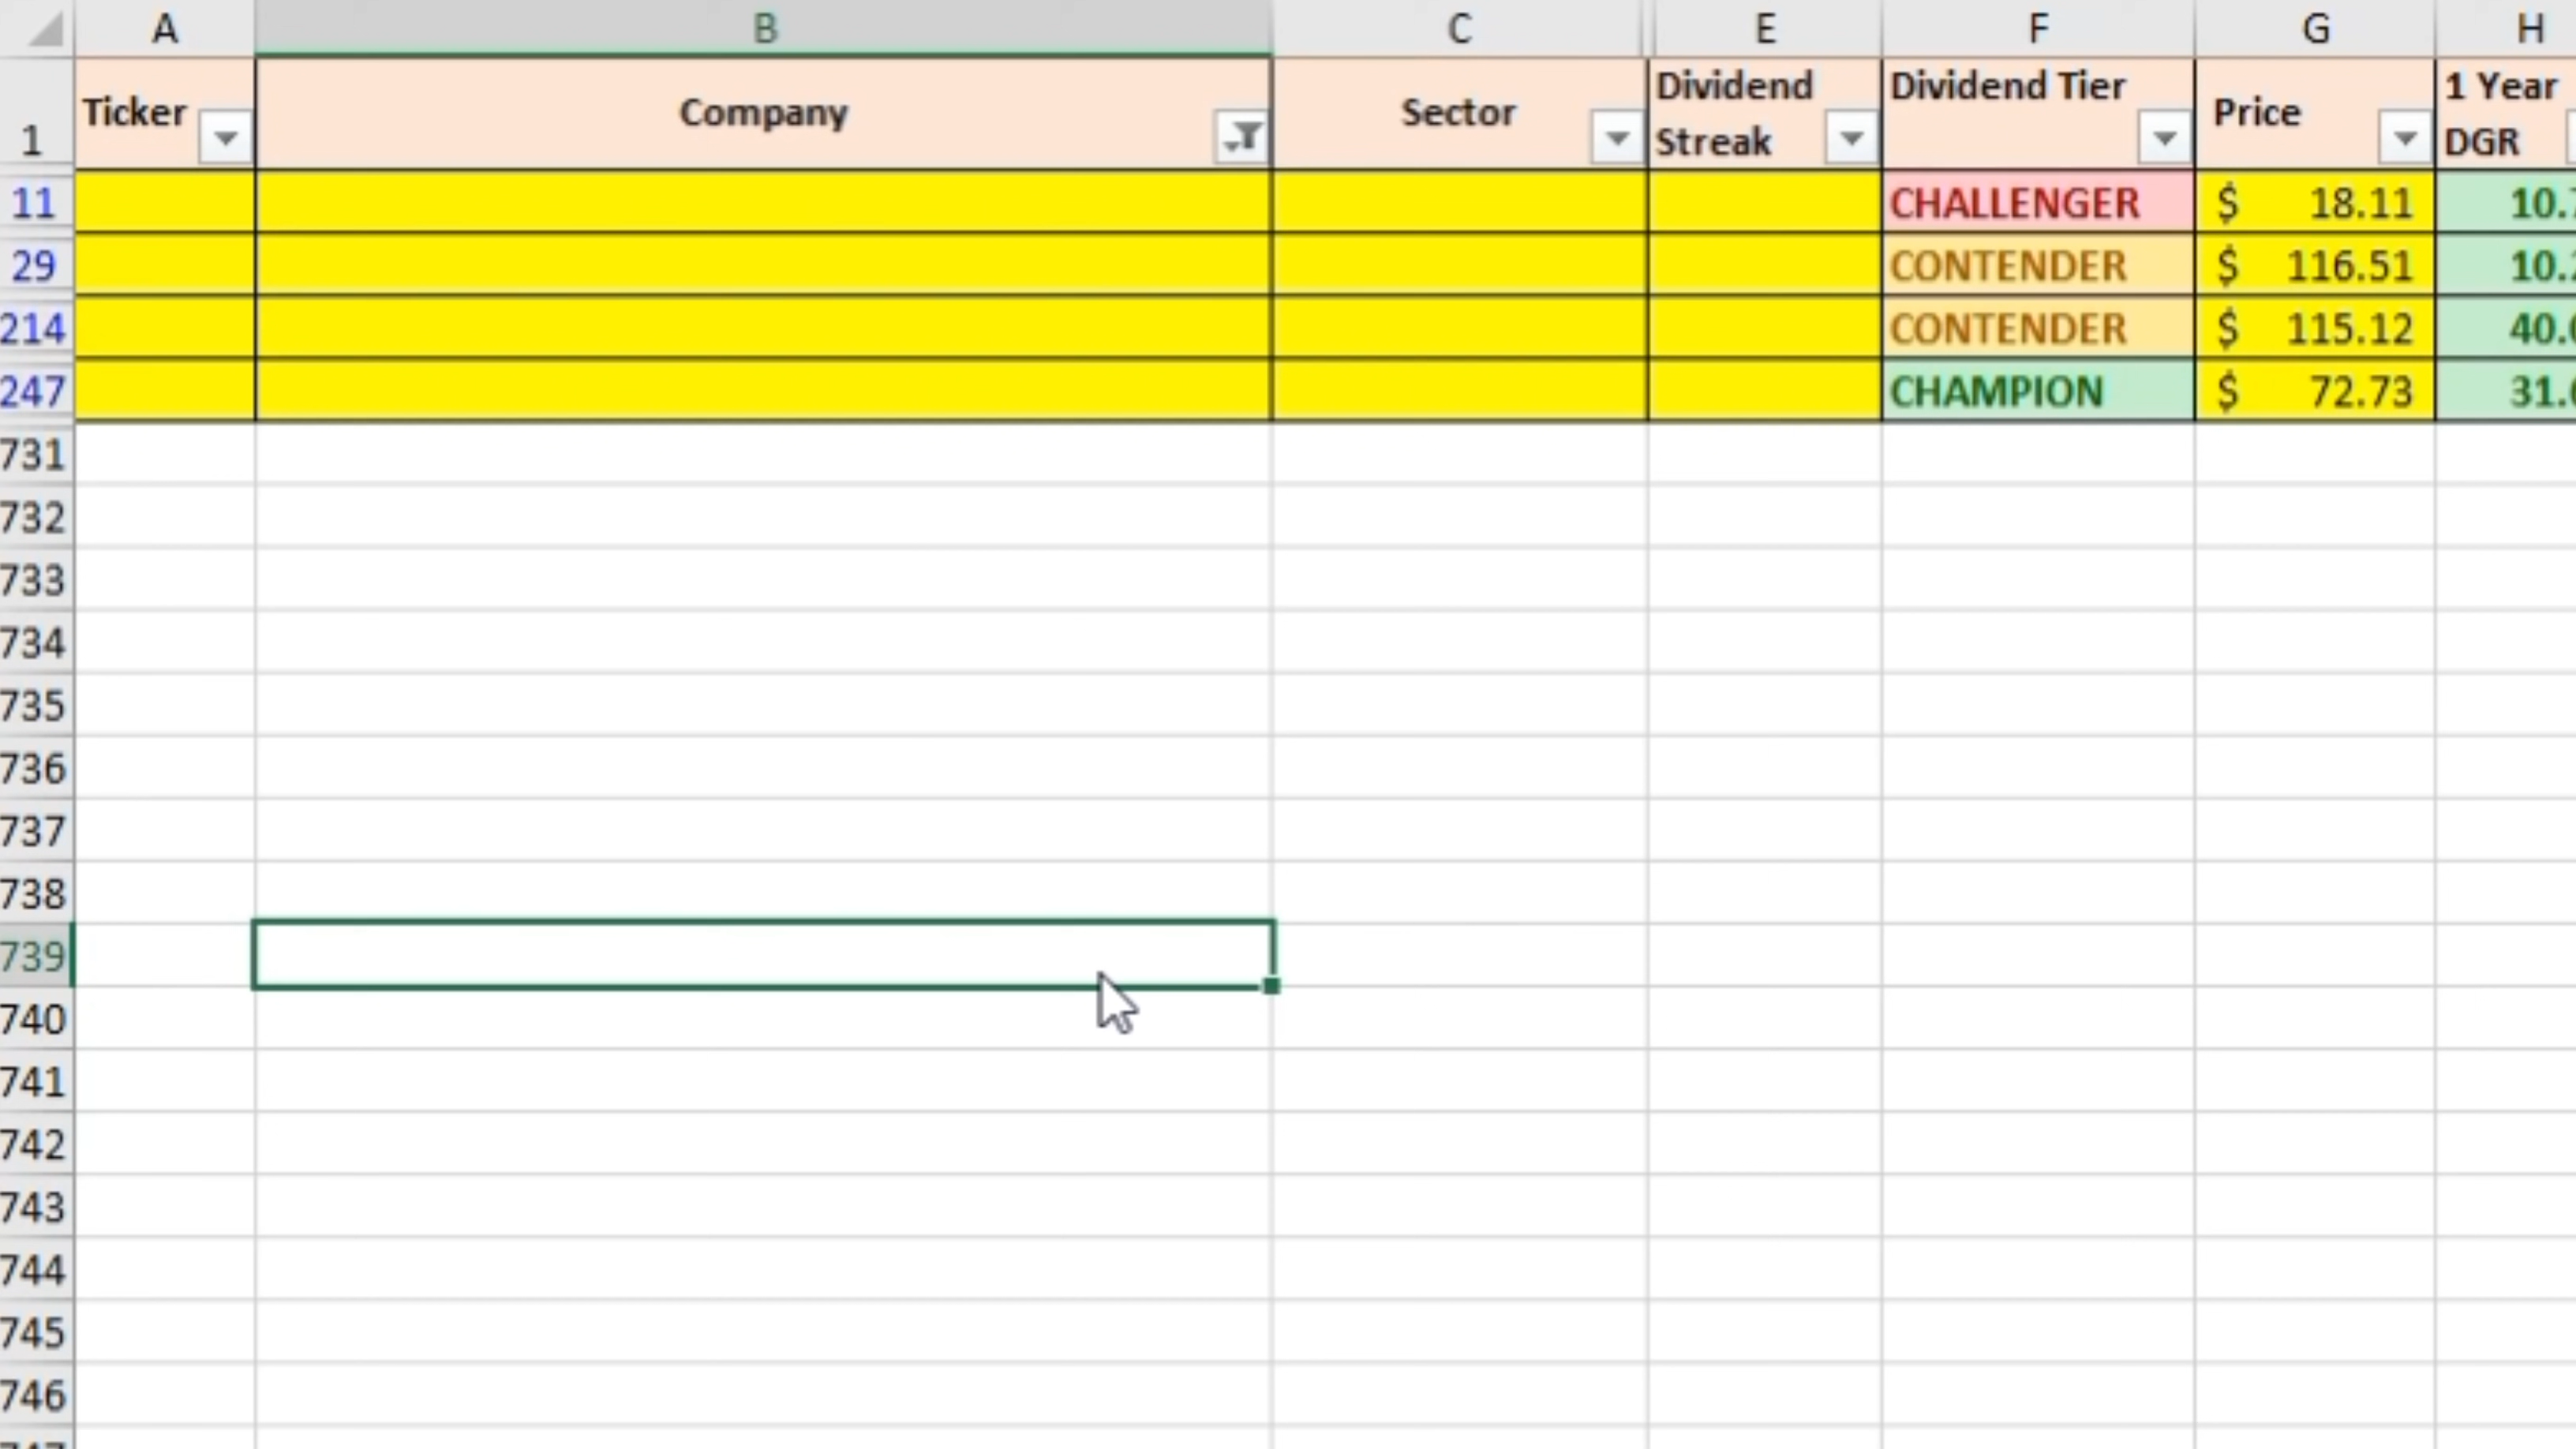 A B C E F G H
1 Ticker Company Sector Dividend Streak Dividend Tier Price 1 Year DGR
11 CHALLENGER $ 18.11
29 CONTENDER $ 116.51
214 CONTENDER $ 115.12
247 CHAMPION $ 72.73
731
732
733
734
735
736
737
738
739
740
741
742
743
744
745
746